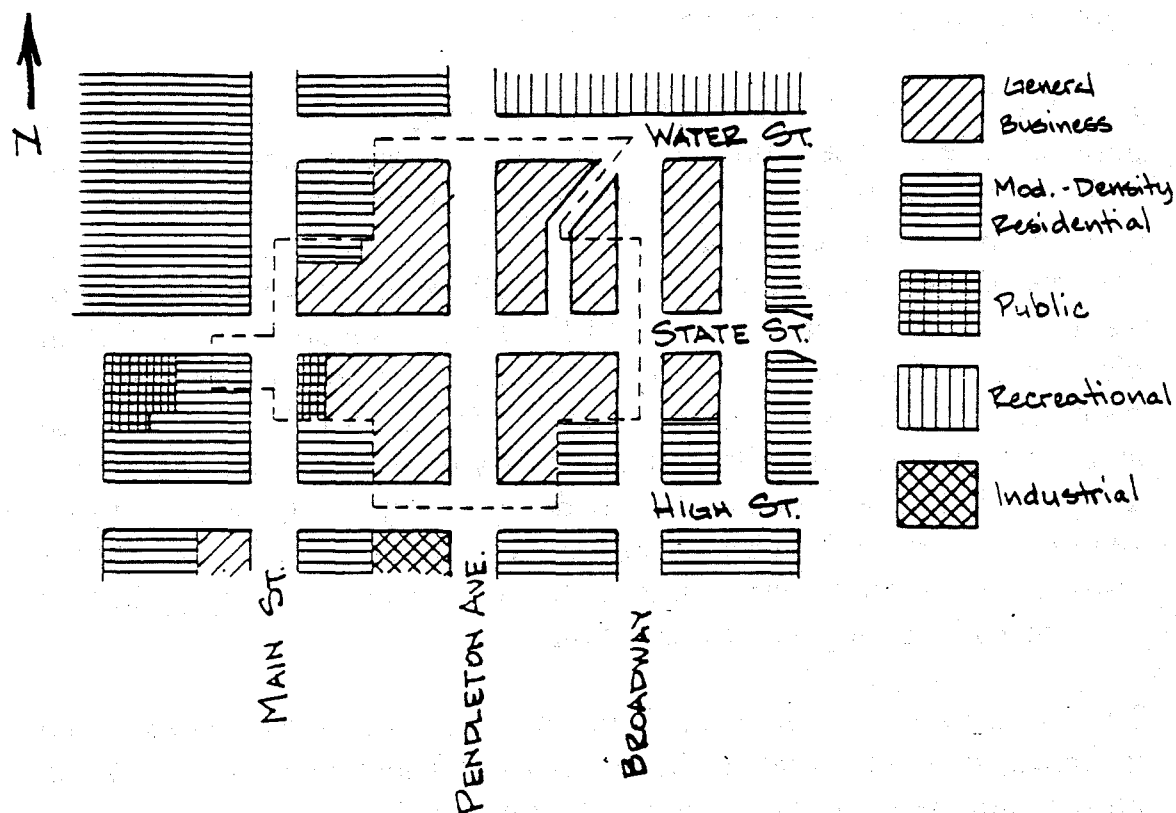 N
General
Business
WATER ST.
Mod.-Density
Residential
Public
STATE ST.
Recreational
Industrial
HIGH ST.
MAIN ST.
PENDLETON AVE.
BROADWAY